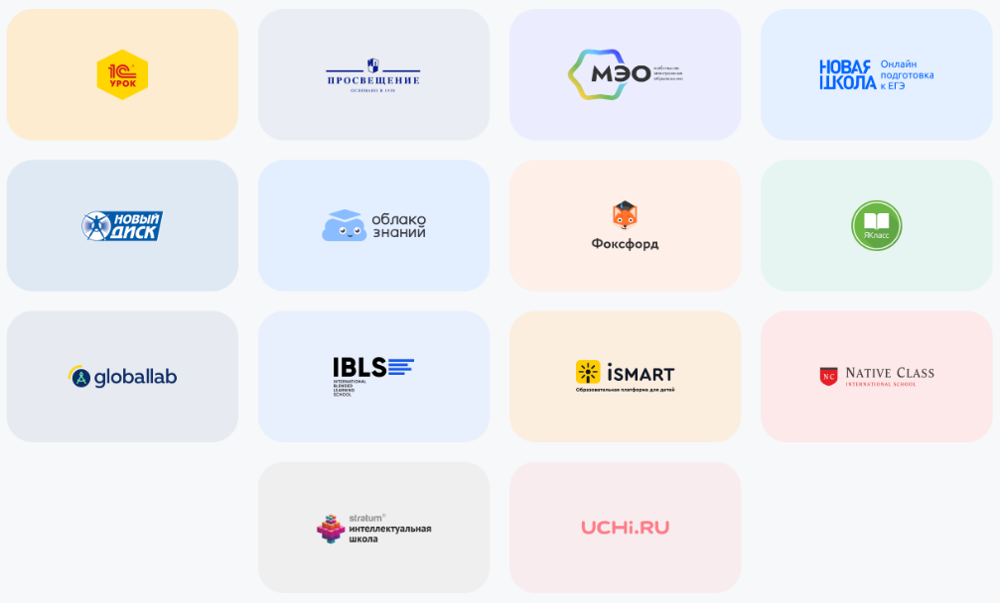 1С
УРОК
ПРОСВЕЩЕНИЕ
ОСНОВАНО В 1930
МЭО
мобильное
электронное
образование
НОВАЯ
ШКОЛА
Онлайн
подготовка
к ЕГЭ
НОВЫЙ
ДИСК
облако
знаний
Фоксфорд
ЯКласс
globallab
IBLS
INTERNATIONAL
BLENDED
LEARNING
SCHOOL
iSMART
Образовательная платформа для детей
NC
NATIVE CLASS
INTERNATIONAL SCHOOL
stratum®
интеллектуальная
школа
UCHi.RU